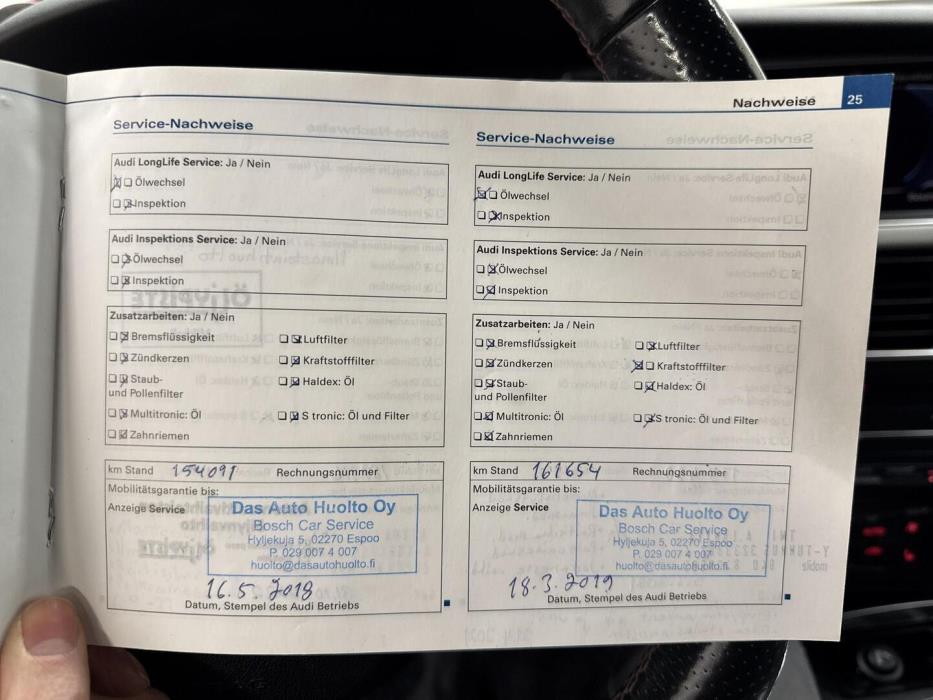 Nachweise 25
Service-Nachweise
Audi LongLife Service: Ja / Nein
Ölwechsel
Inspektion
Audi Inspektions Service: Ja / Nein
Ölwechsel
Inspektion
Zusatzarbeiten: Ja / Nein
Bremsflüssigkeit Luftfilter
Zündkerzen Kraftstofffilter
Staub- Haldex: Öl
und Pollenfilter
Multitronic: Öl S tronic: Öl und Filter
Zahnriemen
km Stand 154091 Rechnungsnummer
Mobilitätsgarantie bis:
Anzeige Service
Das Auto Huolto Oy
Bosch Car Service
Hyljekuja 5, 02270 Espoo
P. 029 007 4 007
huolto@dasautohuolto.fi
16.5.2018
Datum, Stempel des Audi Betriebs
Service-Nachweise
Audi LongLife Service: Ja / Nein
Ölwechsel
Inspektion
Audi Inspektions Service: Ja / Nein
Ölwechsel
Inspektion
Zusatzarbeiten: Ja / Nein
Bremsflüssigkeit Luftfilter
Zündkerzen Kraftstofffilter
Staub- Haldex: Öl
und Pollenfilter
Multitronic: Öl S tronic: Öl und Filter
Zahnriemen
km Stand 161654 Rechnungsnummer
Mobilitätsgarantie bis:
Anzeige Service
Das Auto Huolto Oy
Bosch Car Service
Hyljekuja 5, 02270 Espoo
P. 029 007 4 007
huolto@dasautohuolto.fi
18.3.2019
Datum, Stempel des Audi Betriebs